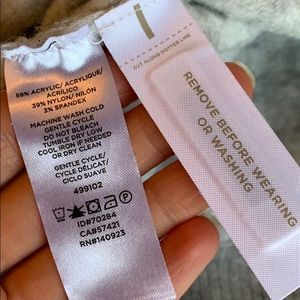 58% ACRYLIC/ ACRYLIQUE/
ACRÍLICO
39% NYLON/ NILÓN
3% SPANDEX
MACHINE WASH COLD
GENTLE CYCLE
DO NOT BLEACH
TUMBLE DRY LOW
COOL IRON IF NEEDED
OR DRY CLEAN
GENTLE CYCLE/
CYCLE DÉLICAT/
CICLO SUAVE
499102
ID#70284
CA#57421
RN#140923
CUT ALONG DOTTED LINE
REMOVE BEFORE WEARING
OR WASHING